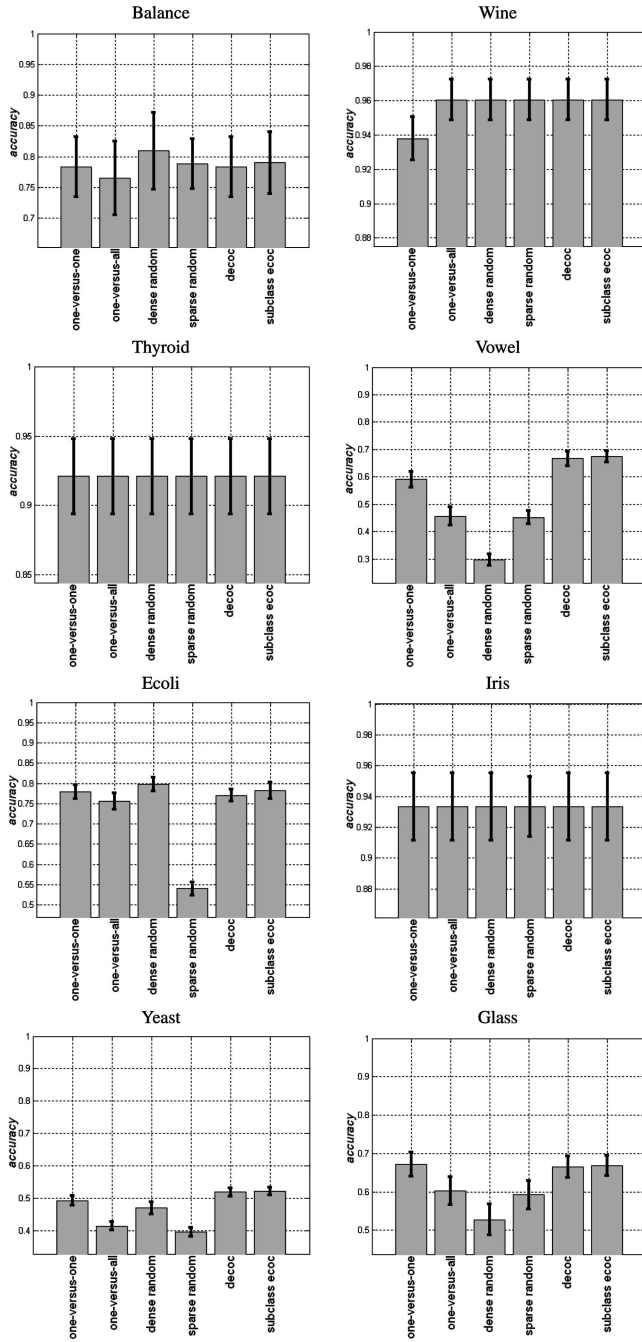 Balance
1
0.95
0.9
0.85
0.8
0.75
0.7
accuracy
one-versus-one
one-versus-all
dense random
sparse random
decoc
subclass ecoc
Wine
1
0.98
0.96
0.94
0.92
0.9
0.88
accuracy
one-versus-one
one-versus-all
dense random
sparse random
decoc
subclass ecoc
Thyroid
1
0.95
0.9
0.85
accuracy
one-versus-one
one-versus-all
dense random
sparse random
decoc
subclass ecoc
Vowel
1
0.9
0.8
0.7
0.6
0.5
0.4
0.3
accuracy
one-versus-one
one-versus-all
dense random
sparse random
decoc
subclass ecoc
Ecoli
1
0.95
0.9
0.85
0.8
0.75
0.7
0.65
0.6
0.55
0.5
accuracy
one-versus-one
one-versus-all
dense random
sparse random
decoc
subclass ecoc
Iris
1
0.98
0.96
0.94
0.92
0.9
0.88
accuracy
one-versus-one
one-versus-all
dense random
sparse random
decoc
subclass ecoc
Yeast
1
0.9
0.8
0.7
0.6
0.5
0.4
accuracy
one-versus-one
one-versus-all
dense random
sparse random
decoc
subclass ecoc
Glass
1
0.9
0.8
0.7
0.6
0.5
accuracy
one-versus-one
one-versus-all
dense random
sparse random
decoc
subclass ecoc